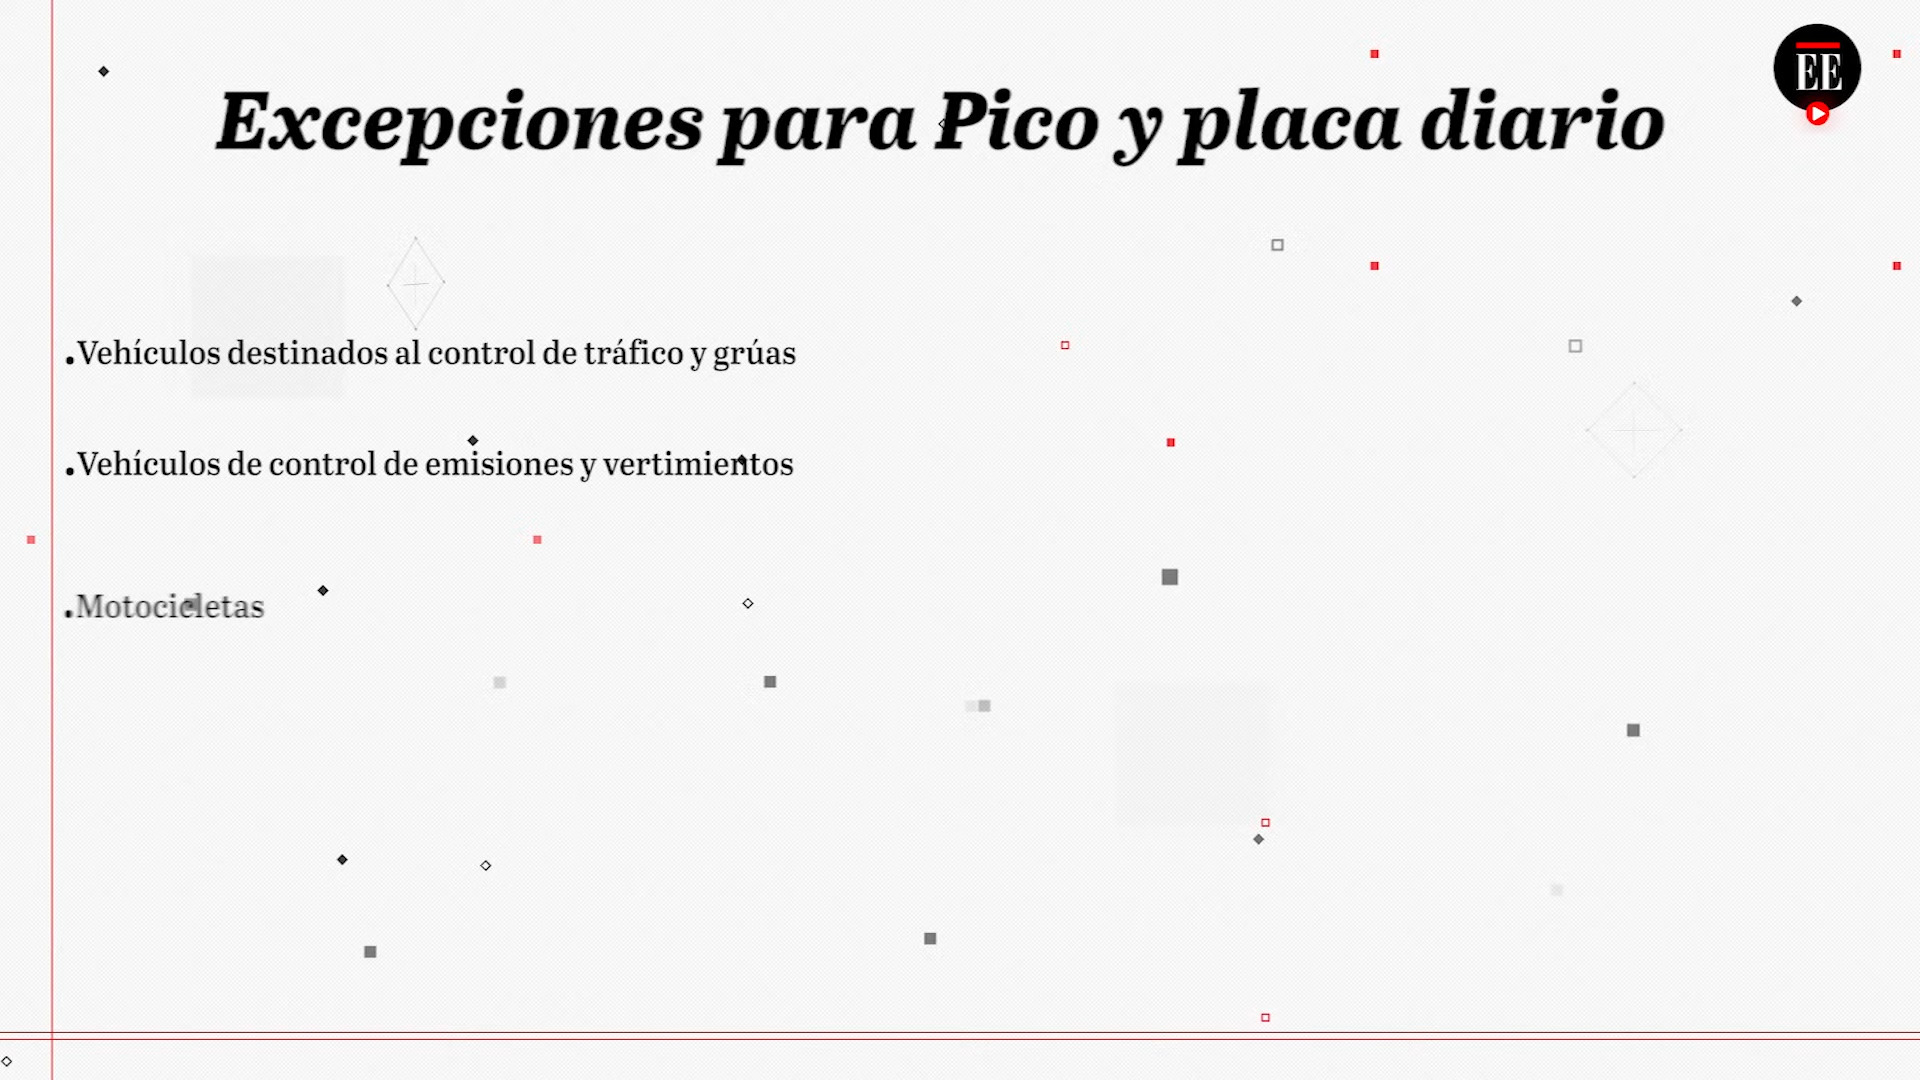 Excepciones para Pico y placa diario
EE
.Vehículos destinados al control de tráfico y grúas
.Vehículos de control de emisiones y vertimientos
.Motocicletas